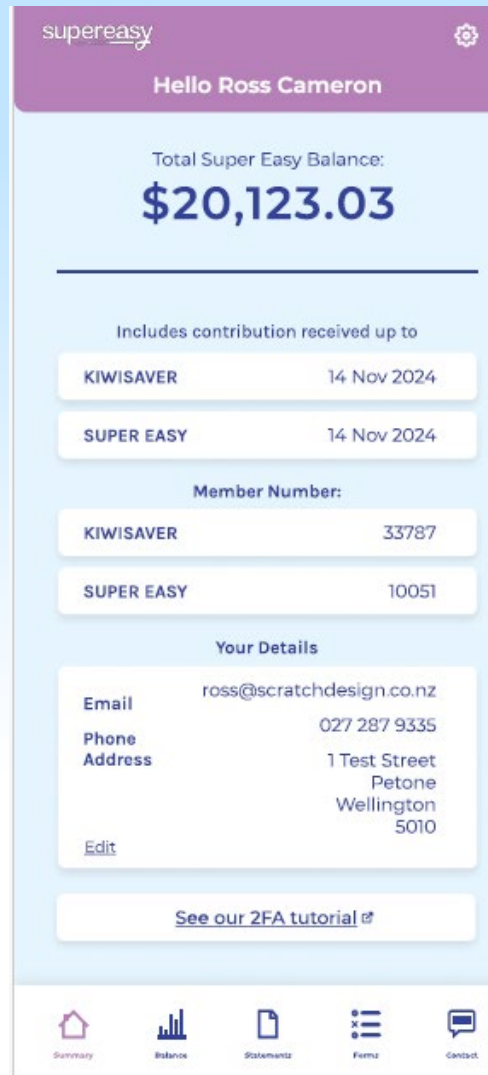 supereasy
Hello Ross Cameron
Total Super Easy Balance:
$20,123.03
Includes contribution received up to
KIWISAVER 14 Nov 2024
SUPER EASY 14 Nov 2024
Member Number:
KIWISAVER 33787
SUPER EASY 10051
Your Details
Email ross@scratchdesign.co.nz
Phone 027 287 9335
Address 1 Test Street
Petone
Wellington
5010
Edit
See our 2FA tutorial
Summary Balance Statements Forms Contact